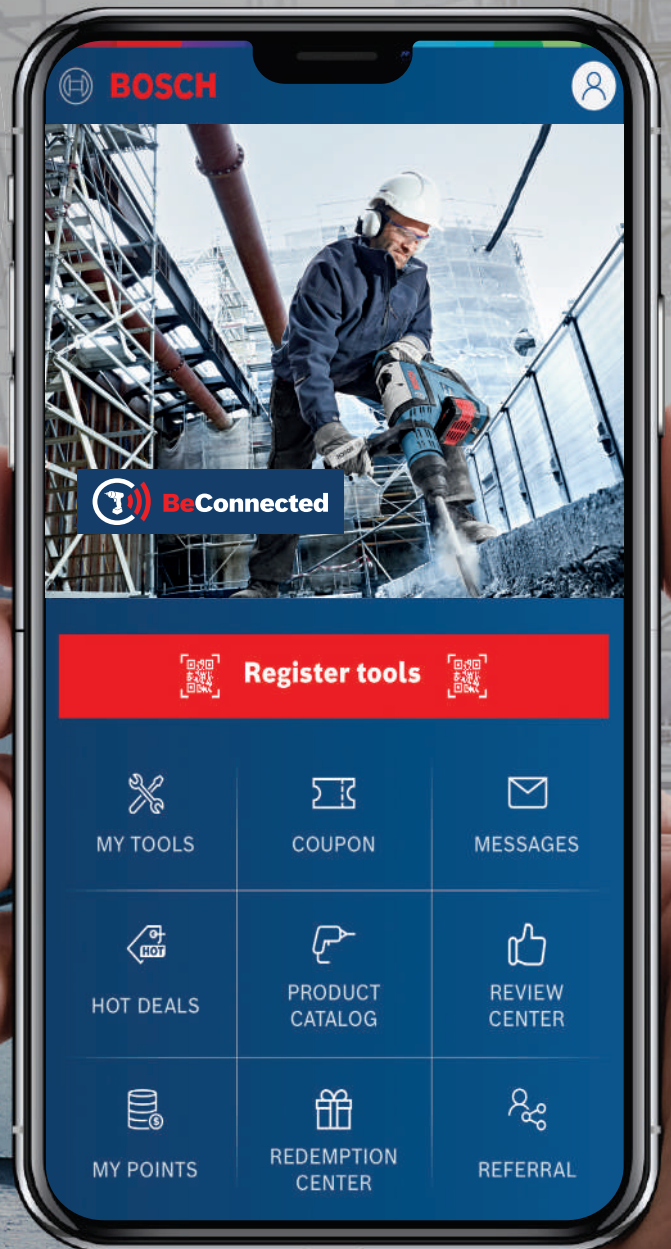 BOSCH
BeConnected
Register tools
MY TOOLS
COUPON
MESSAGES
HOT
HOT DEALS
PRODUCT
CATALOG
REVIEW
CENTER
MY POINTS
REDEMPTION
CENTER
REFERRAL